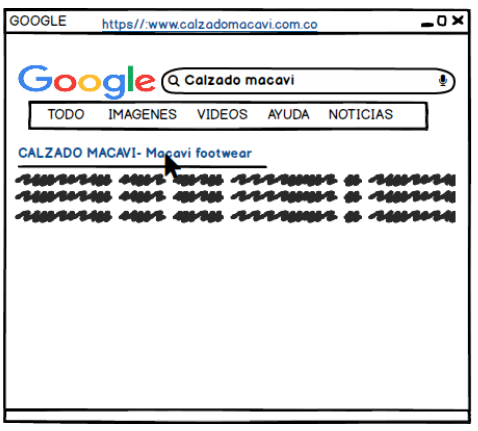 GOOGLE https//:www.calzadomacavi.com.co
Google Calzado macavi
TODO IMAGENES VIDEOS AYUDA NOTICIAS
CALZADO MACAVI- Macavi footwear